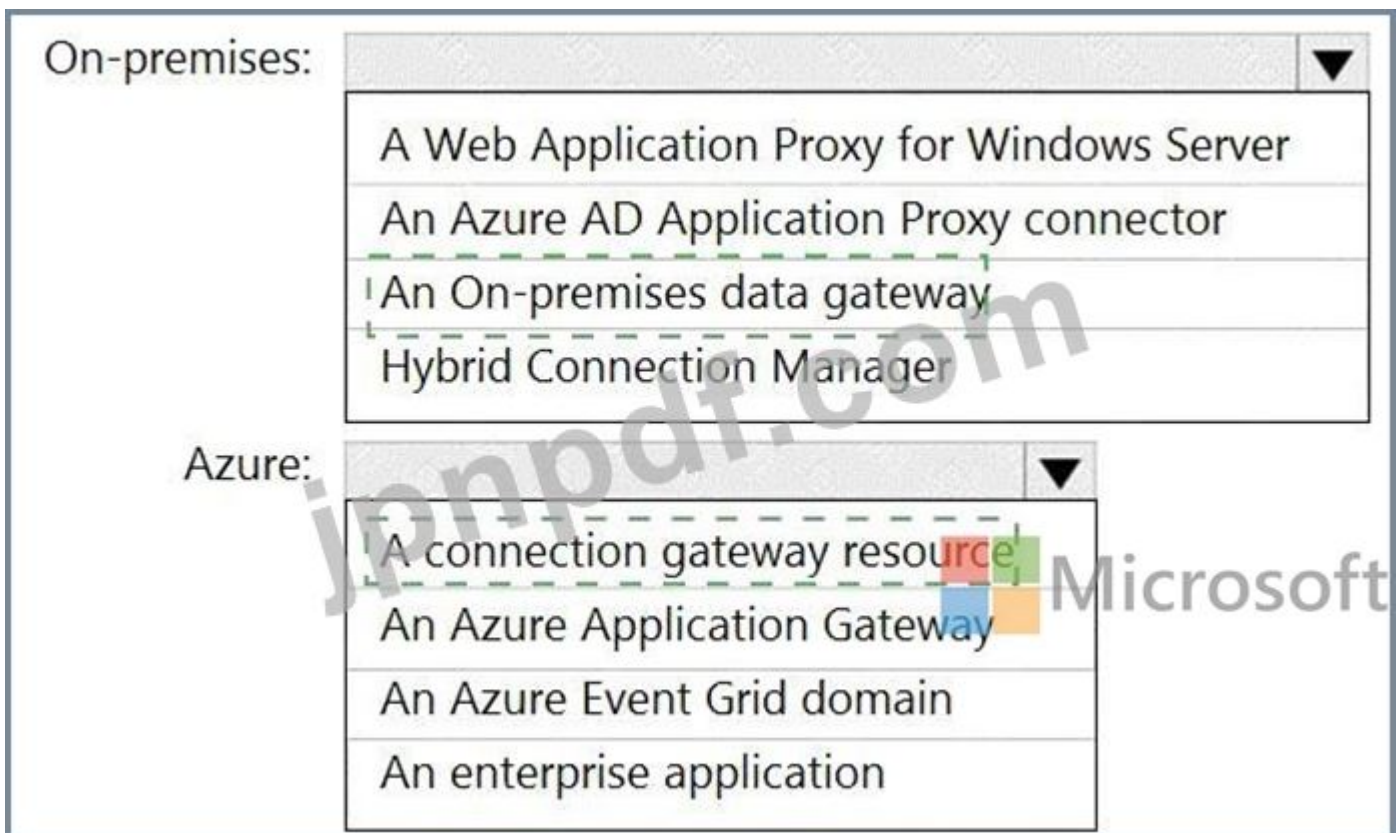 On-premises:
A Web Application Proxy for Windows Server
An Azure AD Application Proxy connector
An On-premises data gateway
Hybrid Connection Manager
Azure:
A connection gateway resource
An Azure Application Gateway
An Azure Event Grid domain
An enterprise application
jpnpdf.com
Microsoft